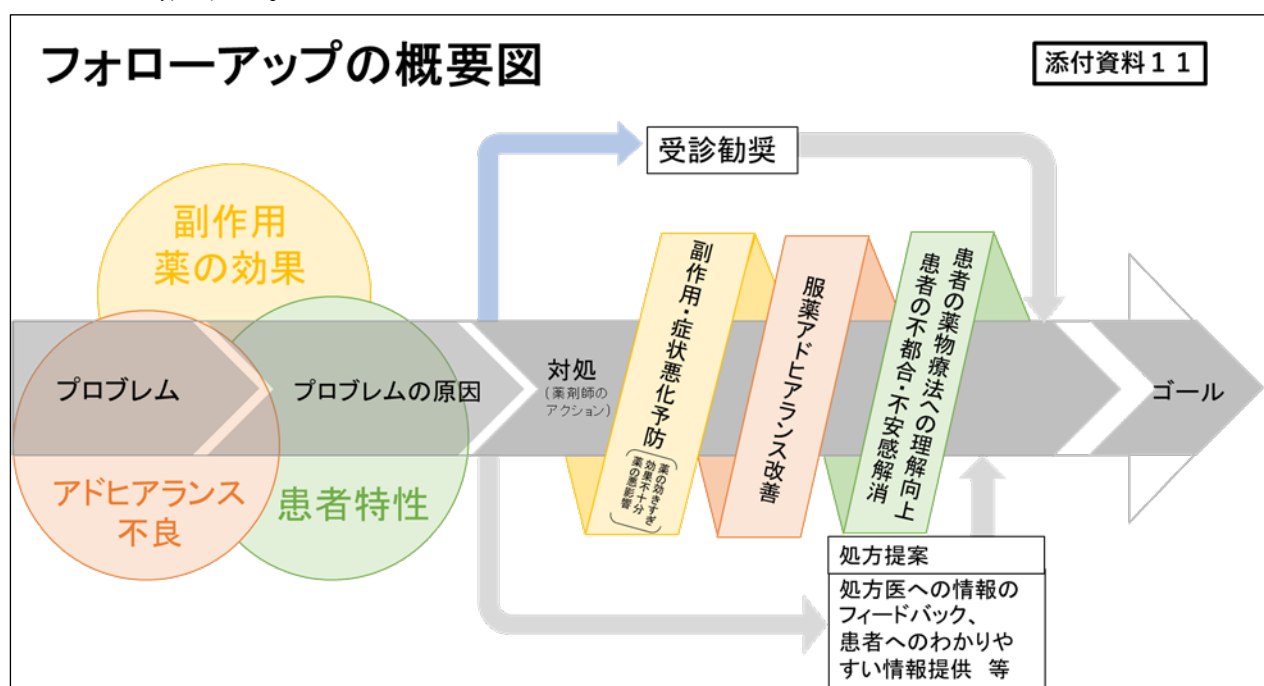 フォローアップの概要図
添付資料11
受診勧奨
副作用
薬の効果
プロブレム
プロブレムの原因
アドヒアランス
不良
患者特性
対処
(薬剤師の
アクション)
副作用・症状悪化予防
薬の効きすぎ
効果不十分
薬の悪影響
服薬アドヒアランス改善
患者の薬物療法への理解向上
患者の不都合・不安感解消
ゴール
処方提案
処方医への情報の
フィードバック、
患者へのわかりや
すい情報提供 等